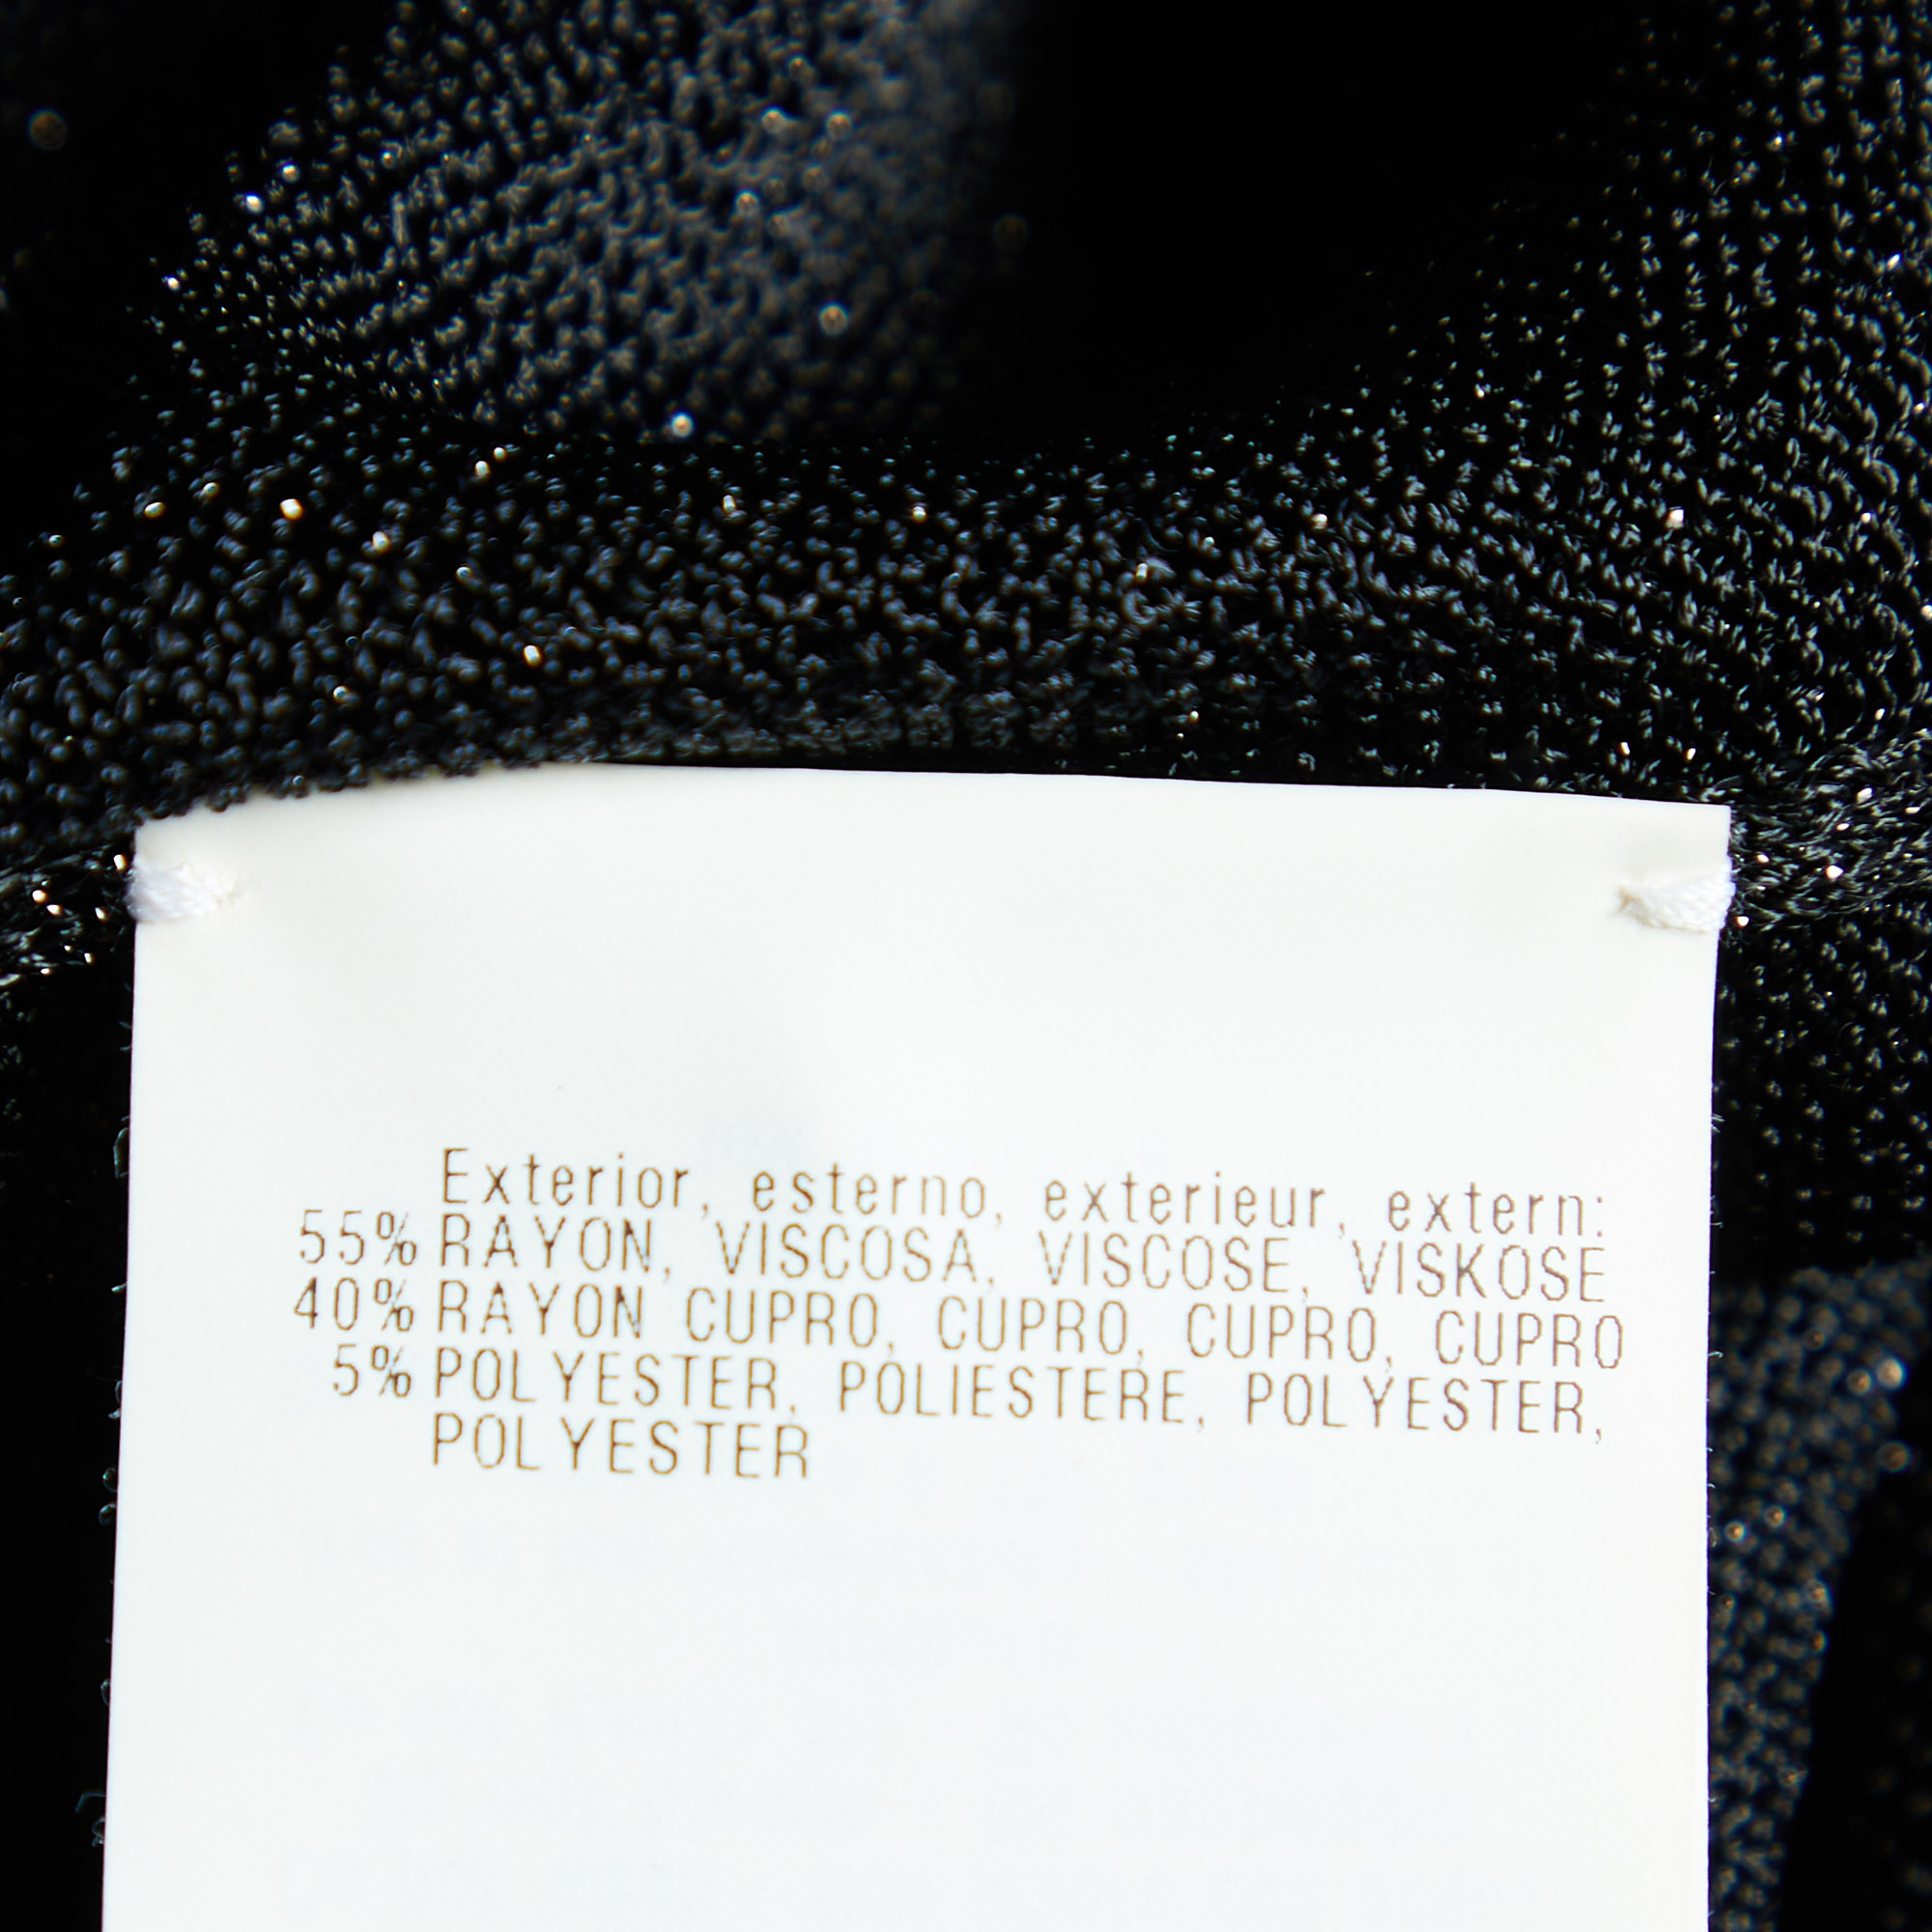 Exterior, esterno, exterieur, extern:
55% RAYON, VISCOSA, VISCOSE, VISKOSE
40% RAYON CUPRO, CUPRO, CUPRO, CUPRO
5% POLYESTER, POLIESTERE, POLYESTER,
POLYESTER